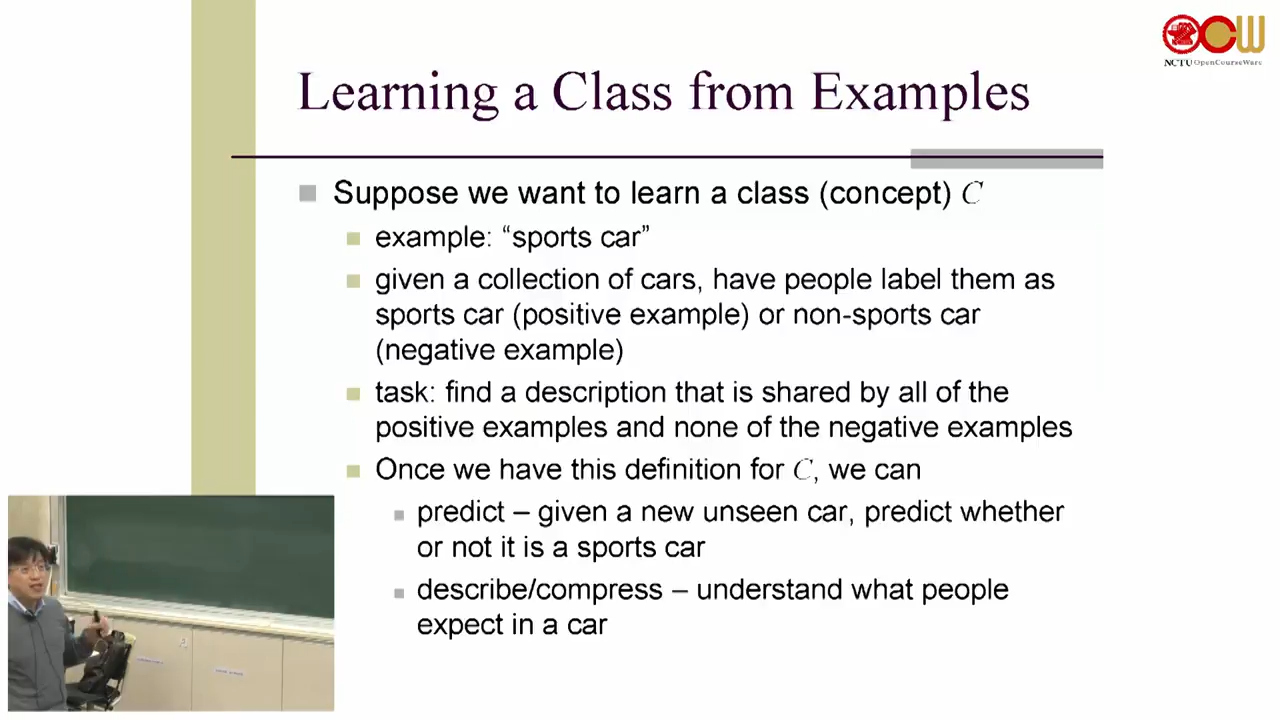 NCTU OpenCourseWare
Learning a Class from Examples
Suppose we want to learn a class (concept) C
example: “sports car”
given a collection of cars, have people label them as
sports car (positive example) or non-sports car
(negative example)
task: find a description that is shared by all of the
positive examples and none of the negative examples
Once we have this definition for C, we can
predict – given a new unseen car, predict whether
or not it is a sports car
describe/compress – understand what people
expect in a car